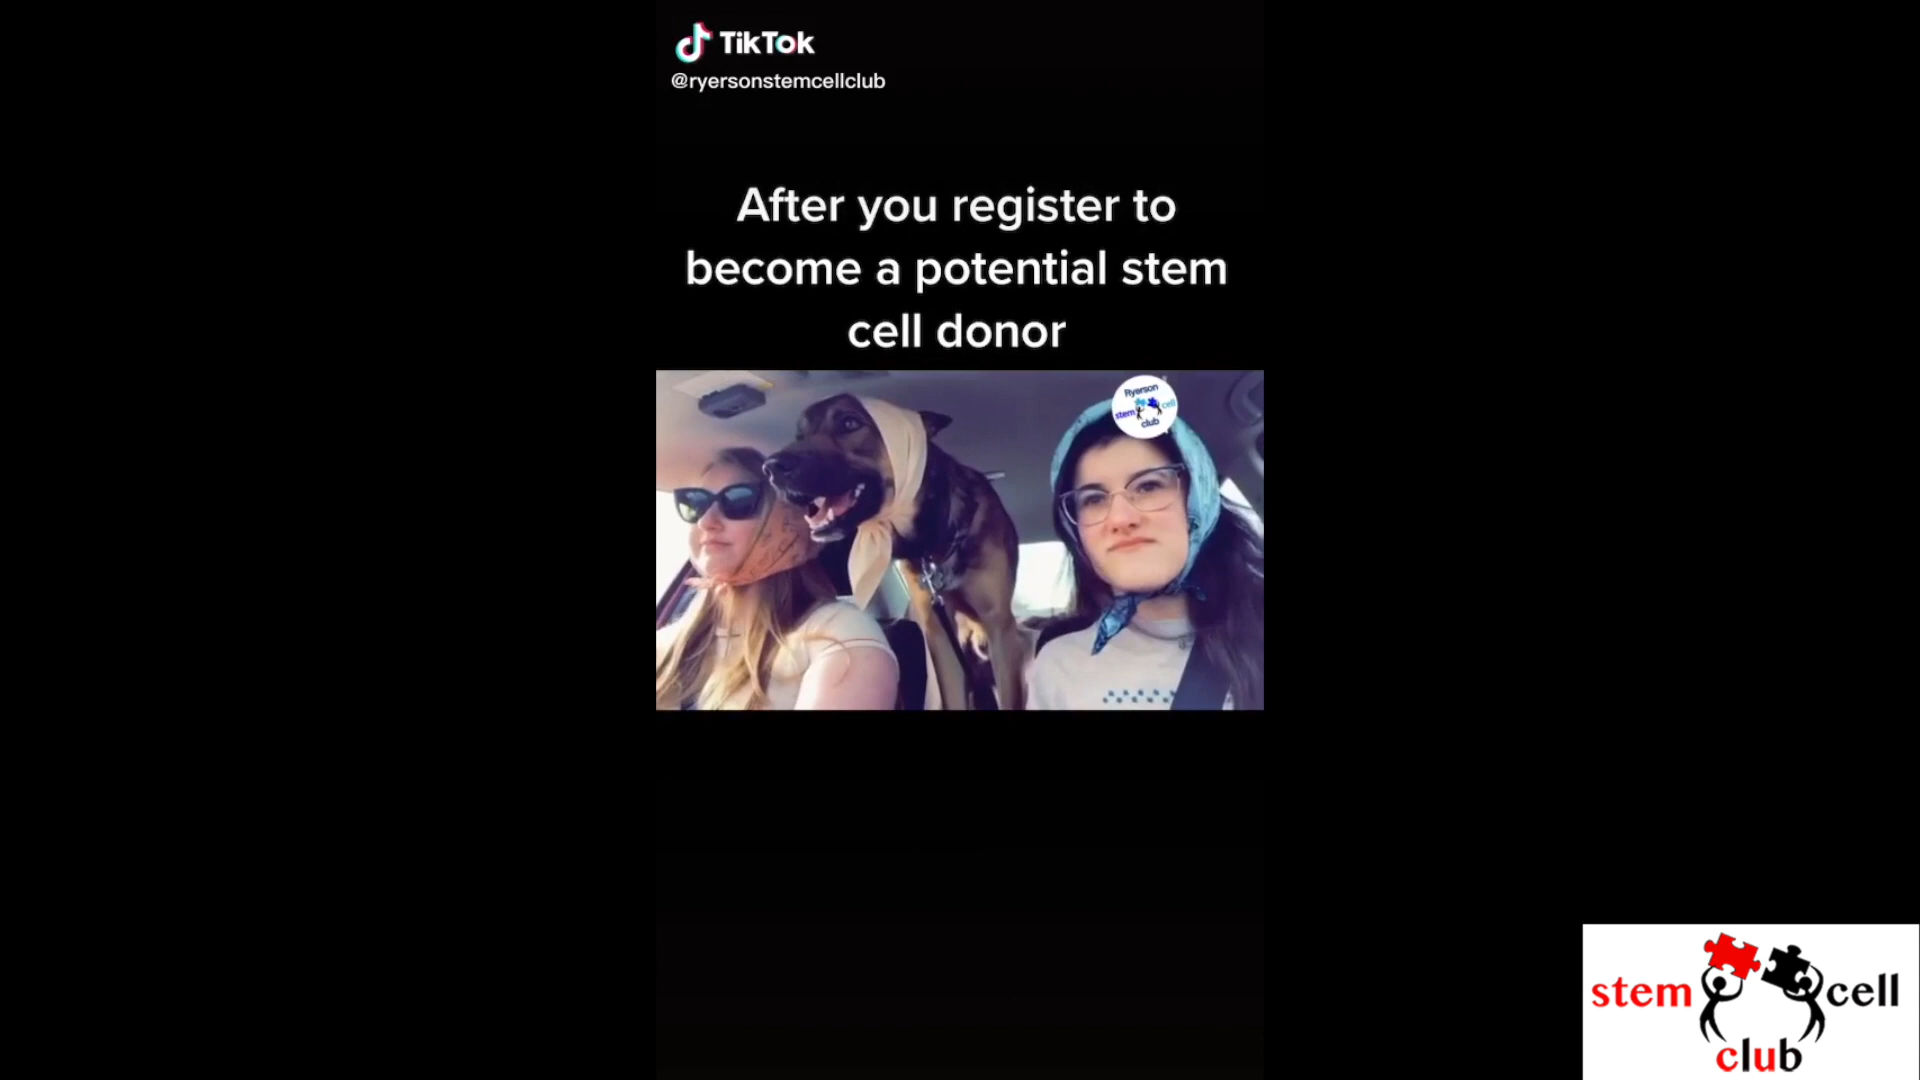 TikTok
@ryersonstemcellclub
After you register to
become a potential stem
cell donor
Ryerson
stem cell
club
stem cell
club